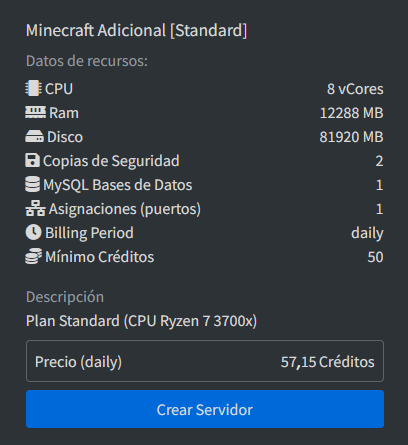 Minecraft Adicional [Standard]
Datos de recursos:
CPU 8 vCores
Ram 12288 MB
Disco 81920 MB
Copias de Seguridad 2
MySQL Bases de Datos 1
Asignaciones (puertos) 1
Billing Period daily
Mínimo Créditos 50
Descripción
Plan Standard (CPU Ryzen 7 3700x)
Precio (daily) 57,15 Créditos
Crear Servidor